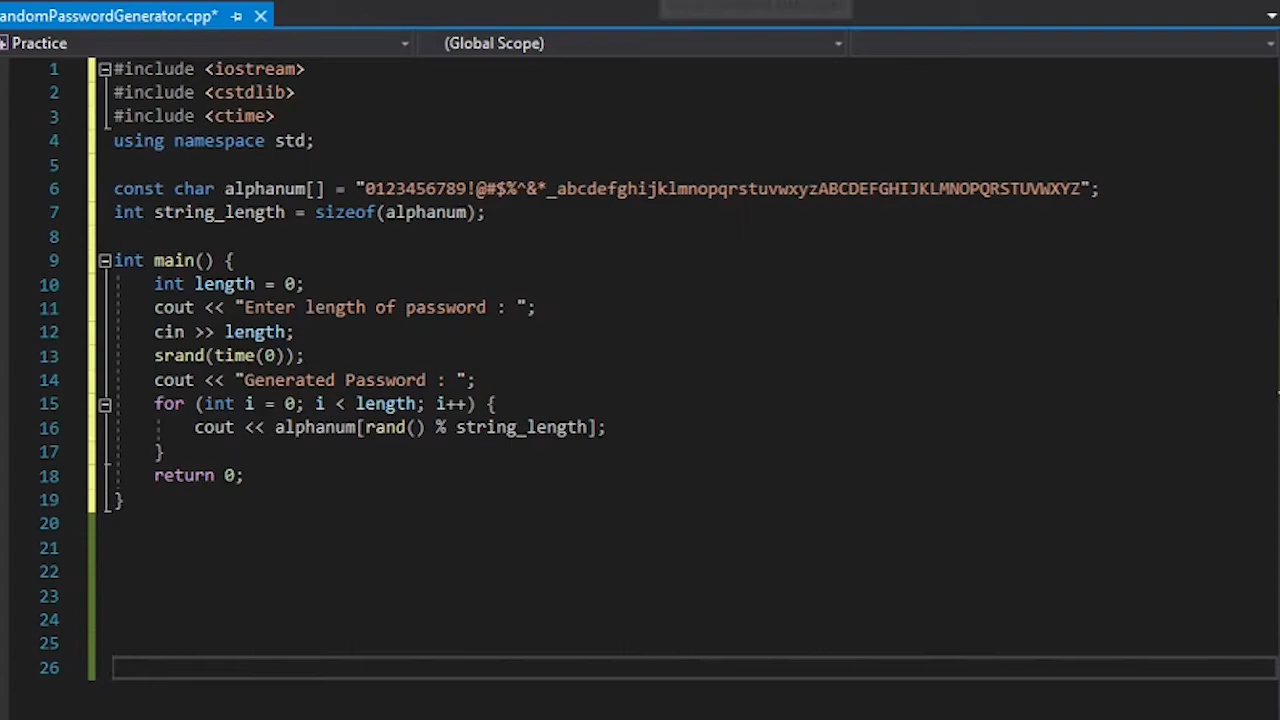 andomPasswordGenerator.cpp*
Practice (Global Scope)
1 #include <iostream>
2 #include <cstdlib>
3 #include <ctime>
4 using namespace std;
5
6 const char alphanum[] = "0123456789!@#$%^&*_abcdefghijklmnopqrstuvwxyzABCDEFGHIJKLMNOPQRSTUVWXYZ";
7 int string_length = sizeof(alphanum);
8
9 int main() {
10 int length = 0;
11 cout << "Enter length of password : ";
12 cin >> length;
13 srand(time(0));
14 cout << "Generated Password : ";
15 for (int i = 0; i < length; i++) {
16 cout << alphanum[rand() % string_length];
17 }
18 return 0;
19 }
20
21
22
23
24
25
26